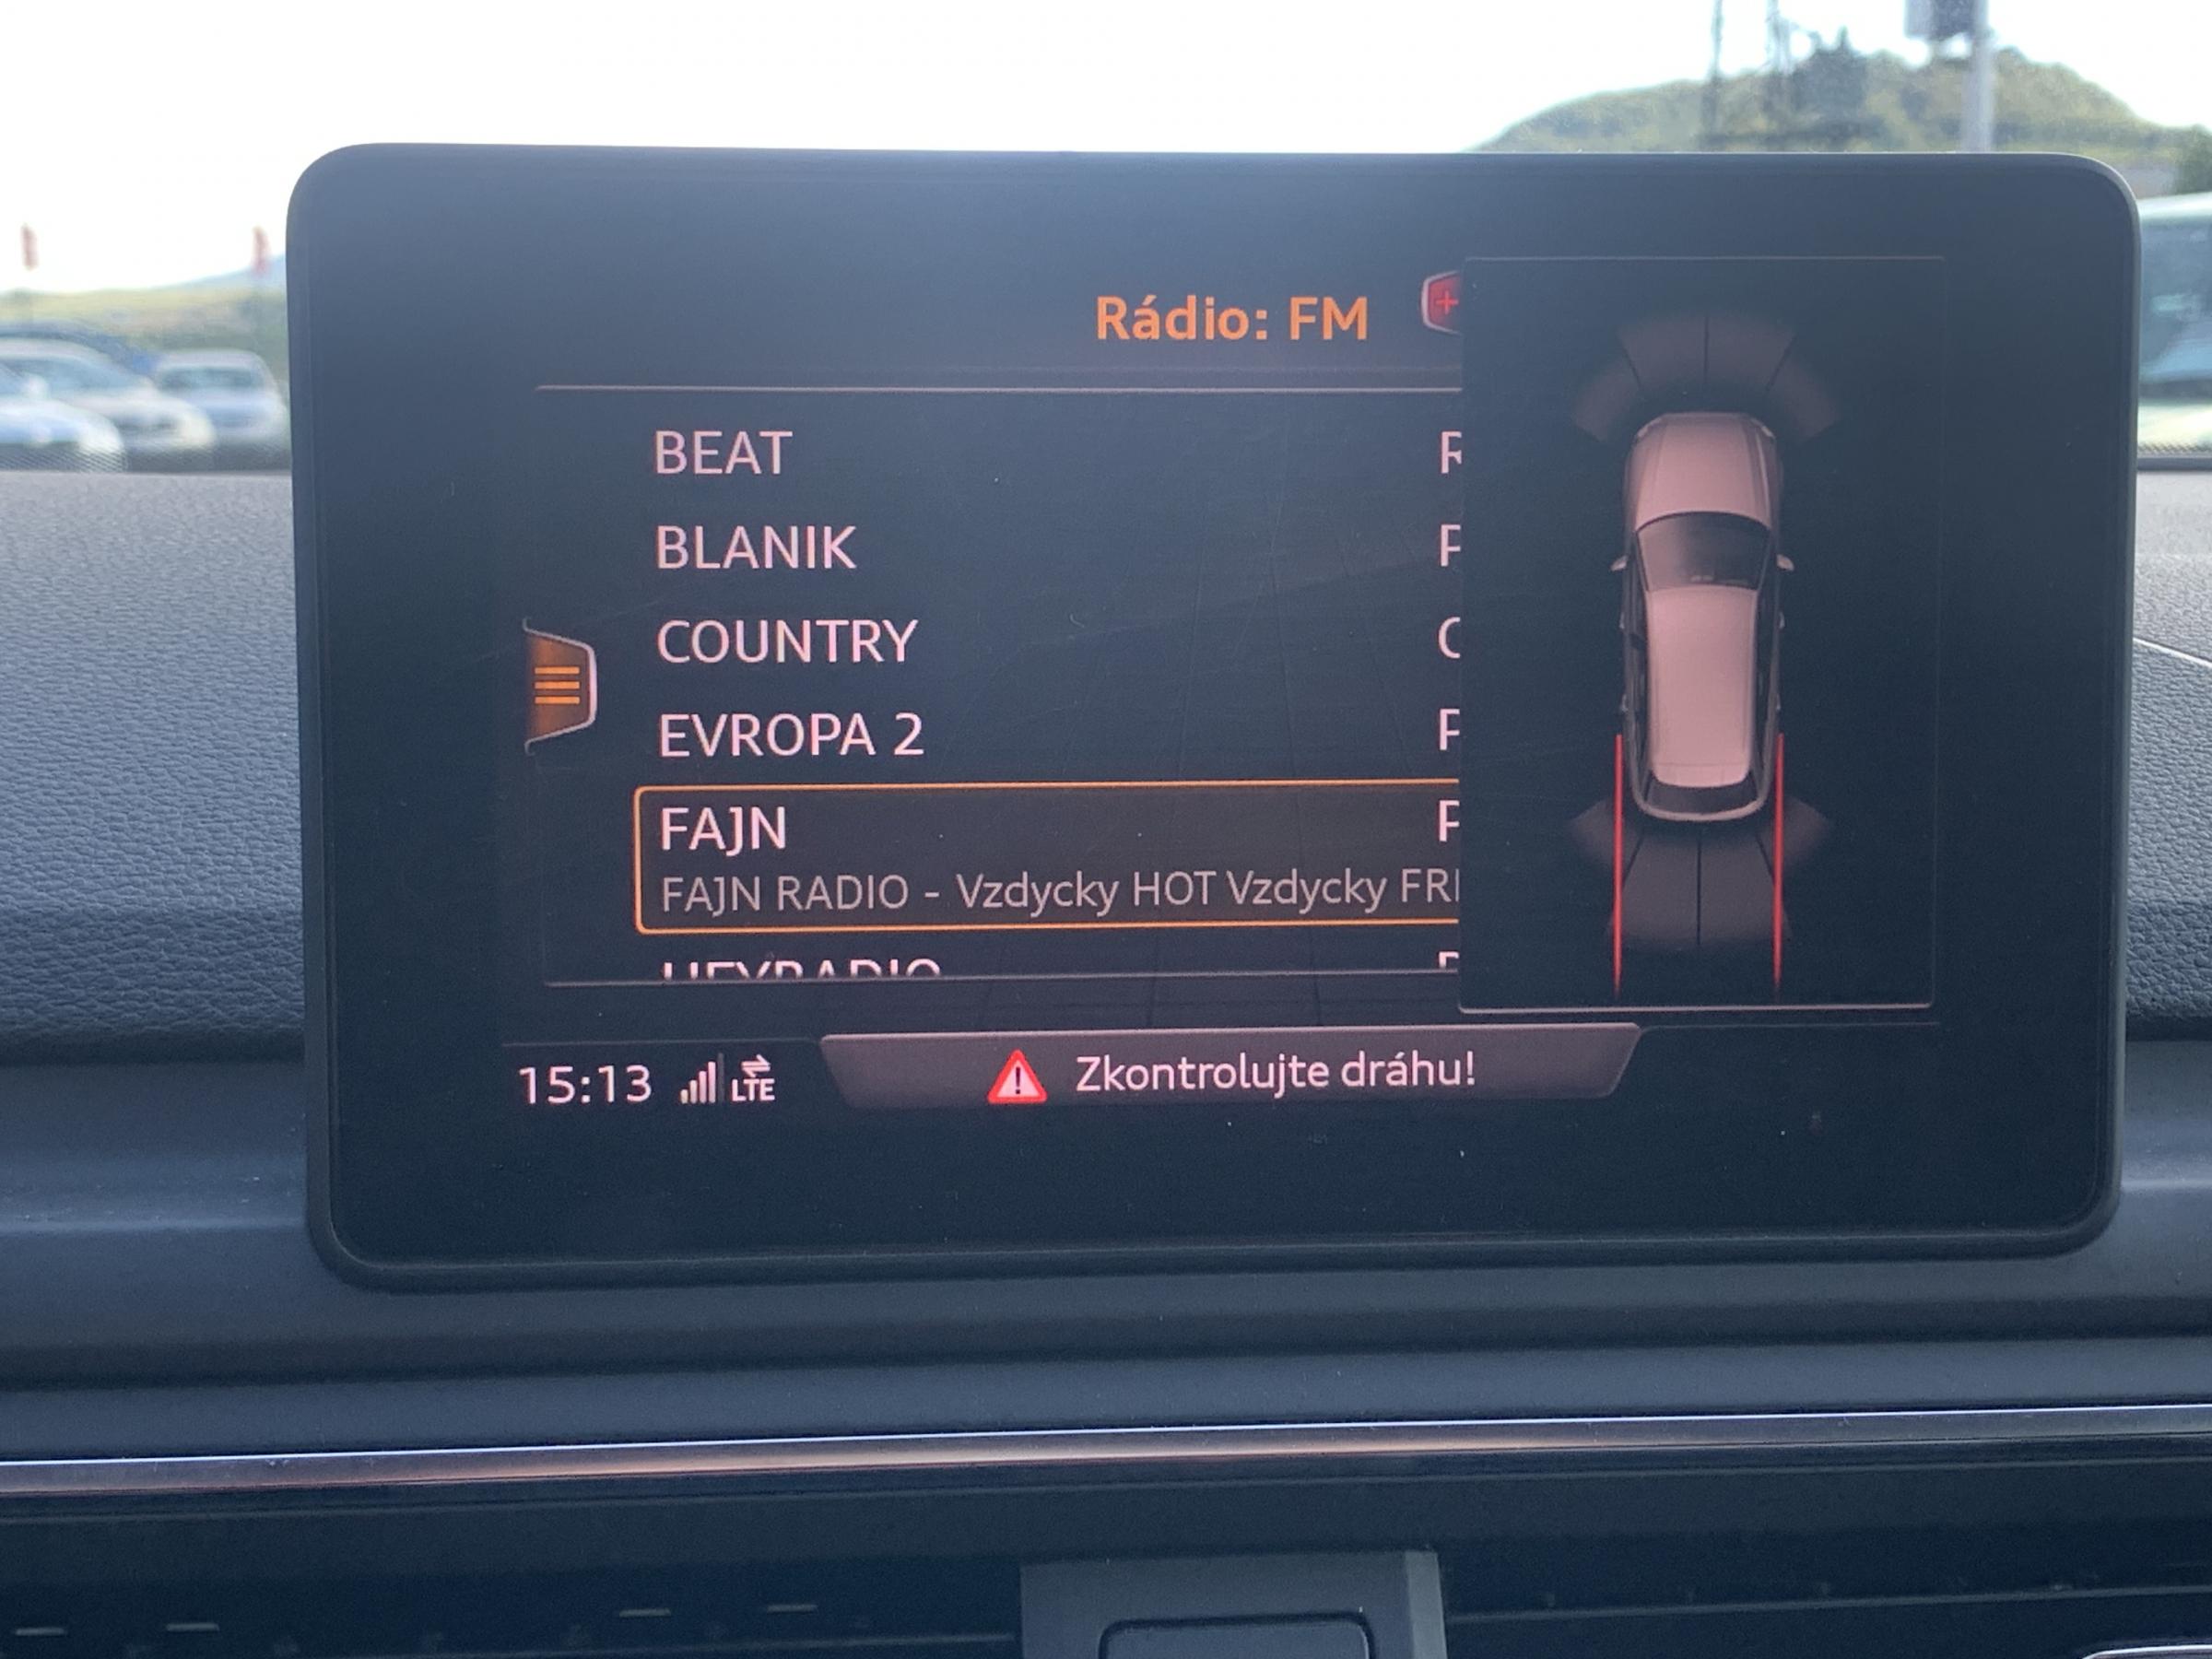 Rádio: FM
BEAT
BLANIK
COUNTRY
EVROPA 2
FAJN
FAJN RADIO - Vzdycky HOT Vzdycky
15:13 LTE
Zkontrolujte dráhu!